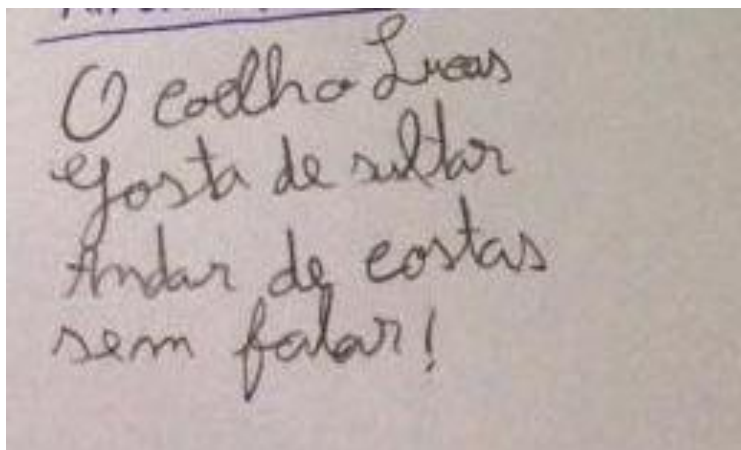 O coelho Lucas
Gosta de saltar
Andar de costas
sem falar!